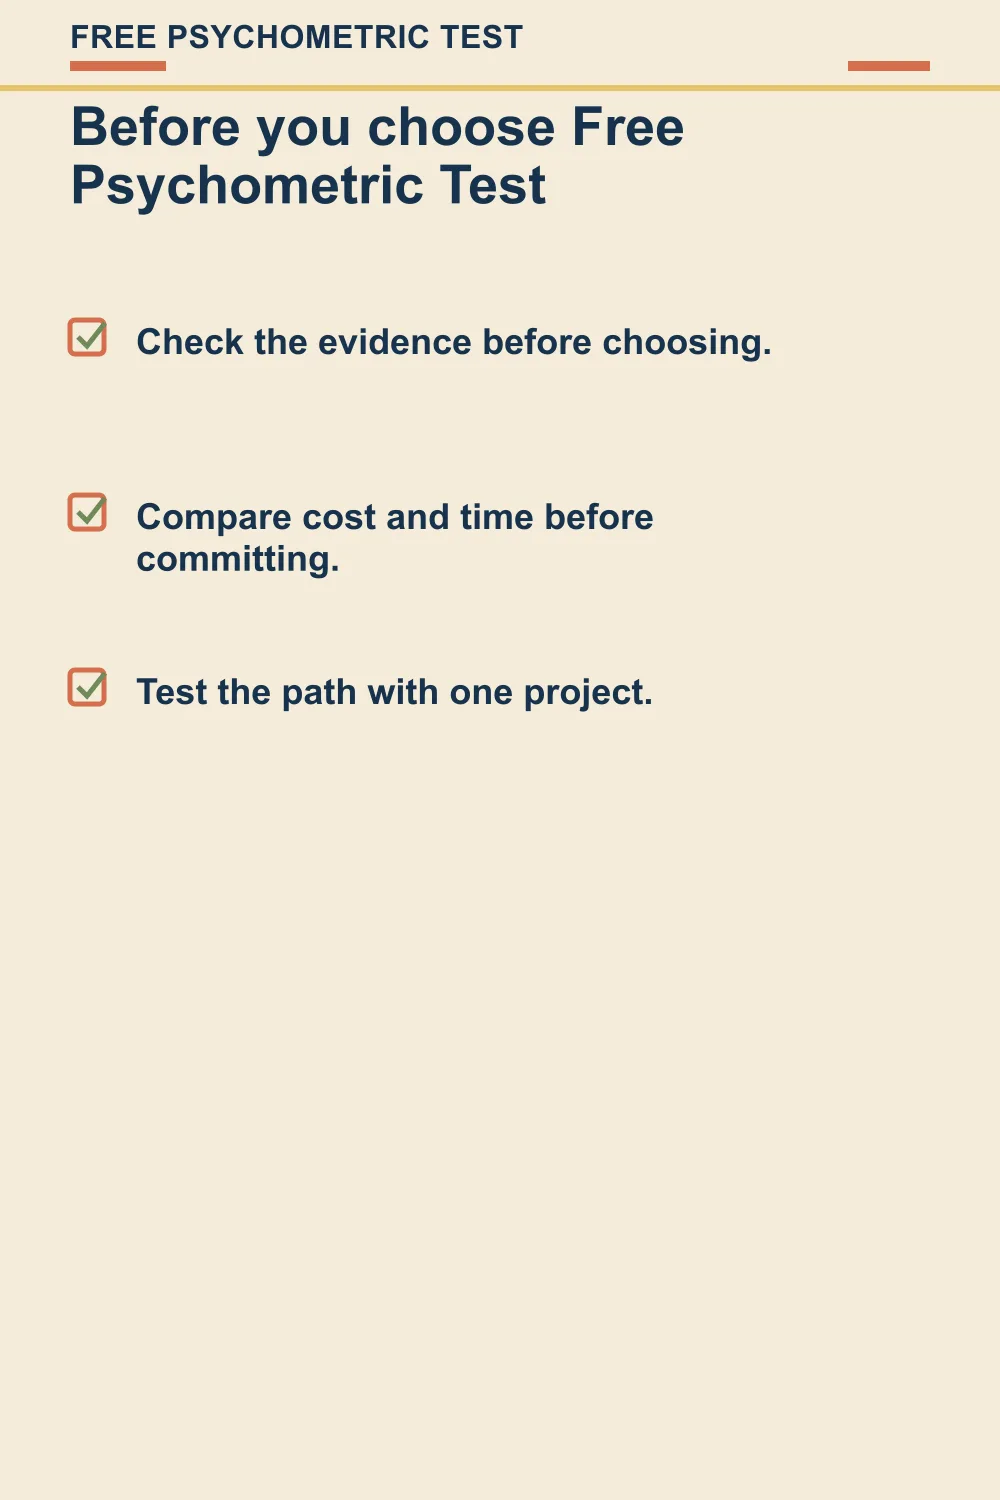 FREE PSYCHOMETRIC TEST
Before you choose Free
Psychometric Test
Check the evidence before choosing.
Compare cost and time before
committing.
Test the path with one project.